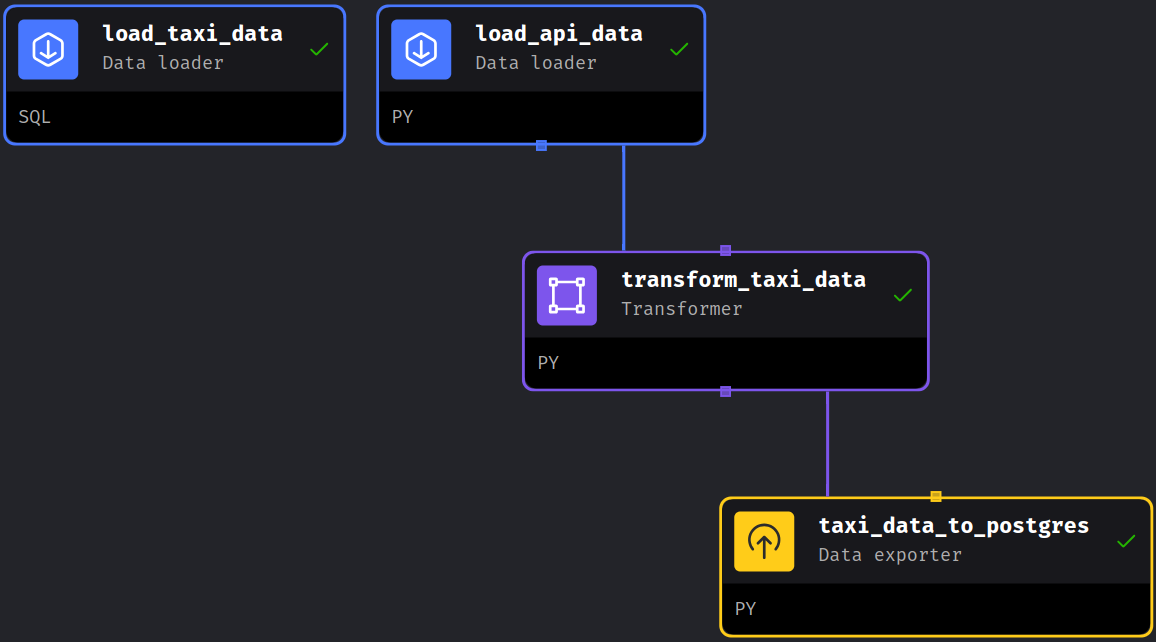 load_taxi_data
Data loader
SQL
load_api_data
Data loader
PY
transform_taxi_data
Transformer
PY
taxi_data_to_postgres
Data exporter
PY